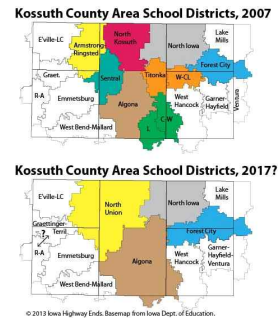 Kossuth County Area School Districts, 2007
E'ville-LC
Armstrong-
Ringsted
North
Kossuth
North Iowa
Lake
Mills
Forest City
Graet.
Sentral
Titonka
W-CL
R-A
Emmetsburg
Algona
West
Hancock
Garner-
Hayfield
Ventura
C-W
L
West Bend-Mallard
Kossuth County Area School Districts, 2017?
E'ville-LC
North
Union
North Iowa
Lake
Mills
Graettinger-
Terril
?
Forest City
R-A
Emmetsburg
Algona
West
Hancock
Garner-
Hayfield-
Ventura
West Bend-Mallard
© 2013 Iowa Highway Ends. Basemap from Iowa Dept. of Education.